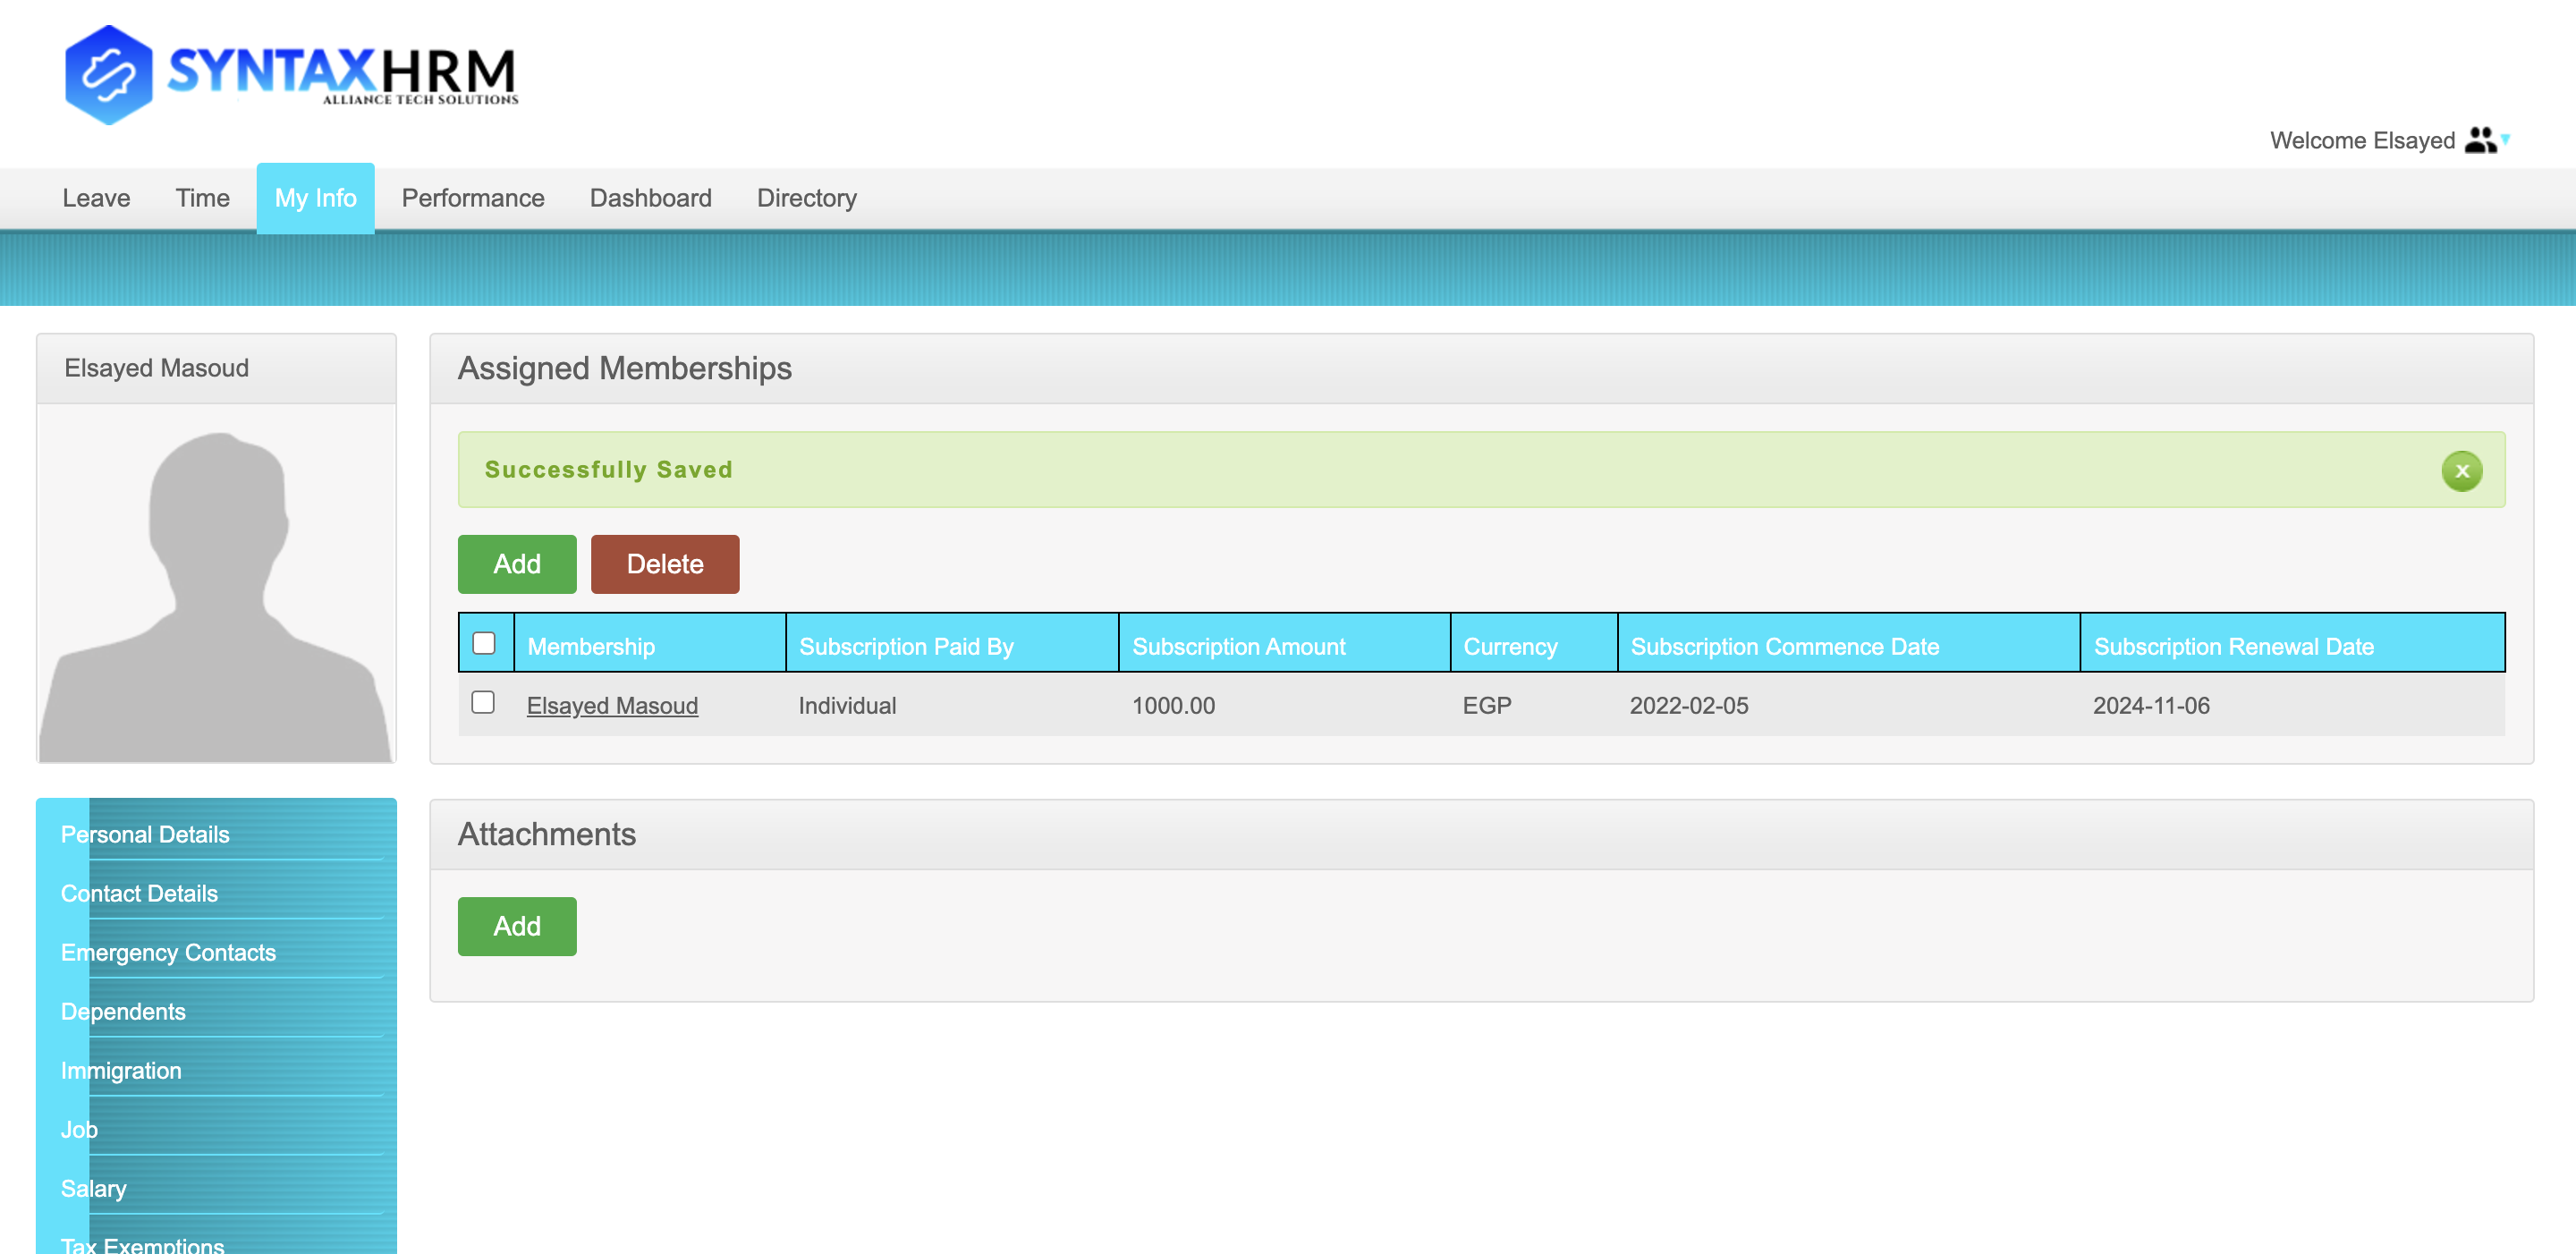 SYNTAXHRM
ALLIANCE TECH SOLUTIONS
Welcome Elsayed
Leave Time My Info Performance Dashboard Directory
Elsayed Masoud
Assigned Memberships
Successfully Saved
x
Add Delete
Membership Subscription Paid By Subscription Amount Currency Subscription Commence Date Subscription Renewal Date
Elsayed Masoud Individual 1000.00 EGP 2022-02-05 2024-11-06
Personal Details
Contact Details
Emergency Contacts
Dependents
Immigration
Job
Salary
Tax Exemptions
Attachments
Add